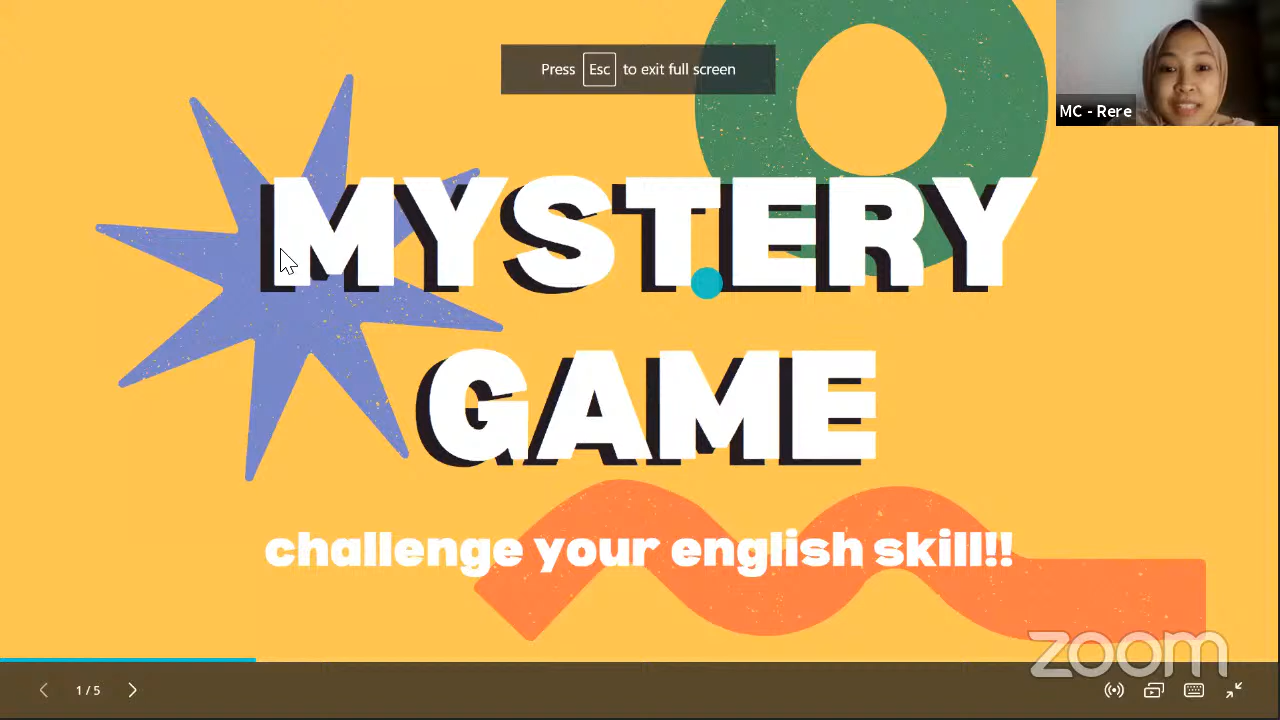 Press Esc to exit full screen
MC - Rere
MYSTERY
GAME
challenge your english skill!!
zoom
1 / 5